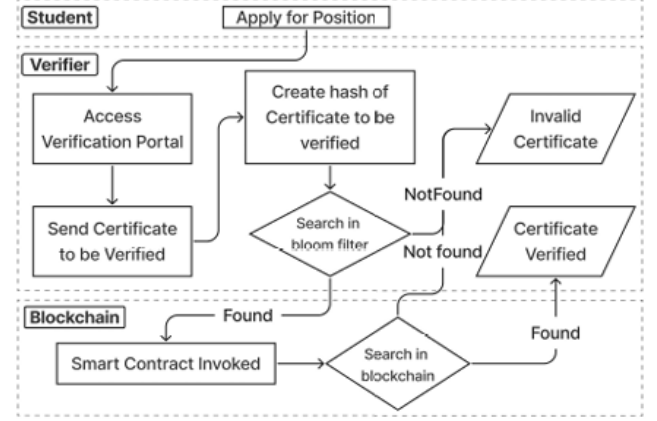 Student
Apply for Position
Verifier
Access
Verification Portal
Send Certificate
to be Verified
Create hash of
Certificate to be
verified
Search in
bloom filter
NotFound
Invalid
Certificate
Not found
Certificate
Verified
Blockchain
Found
Smart Contract Invoked
Search in
blockchain
Found